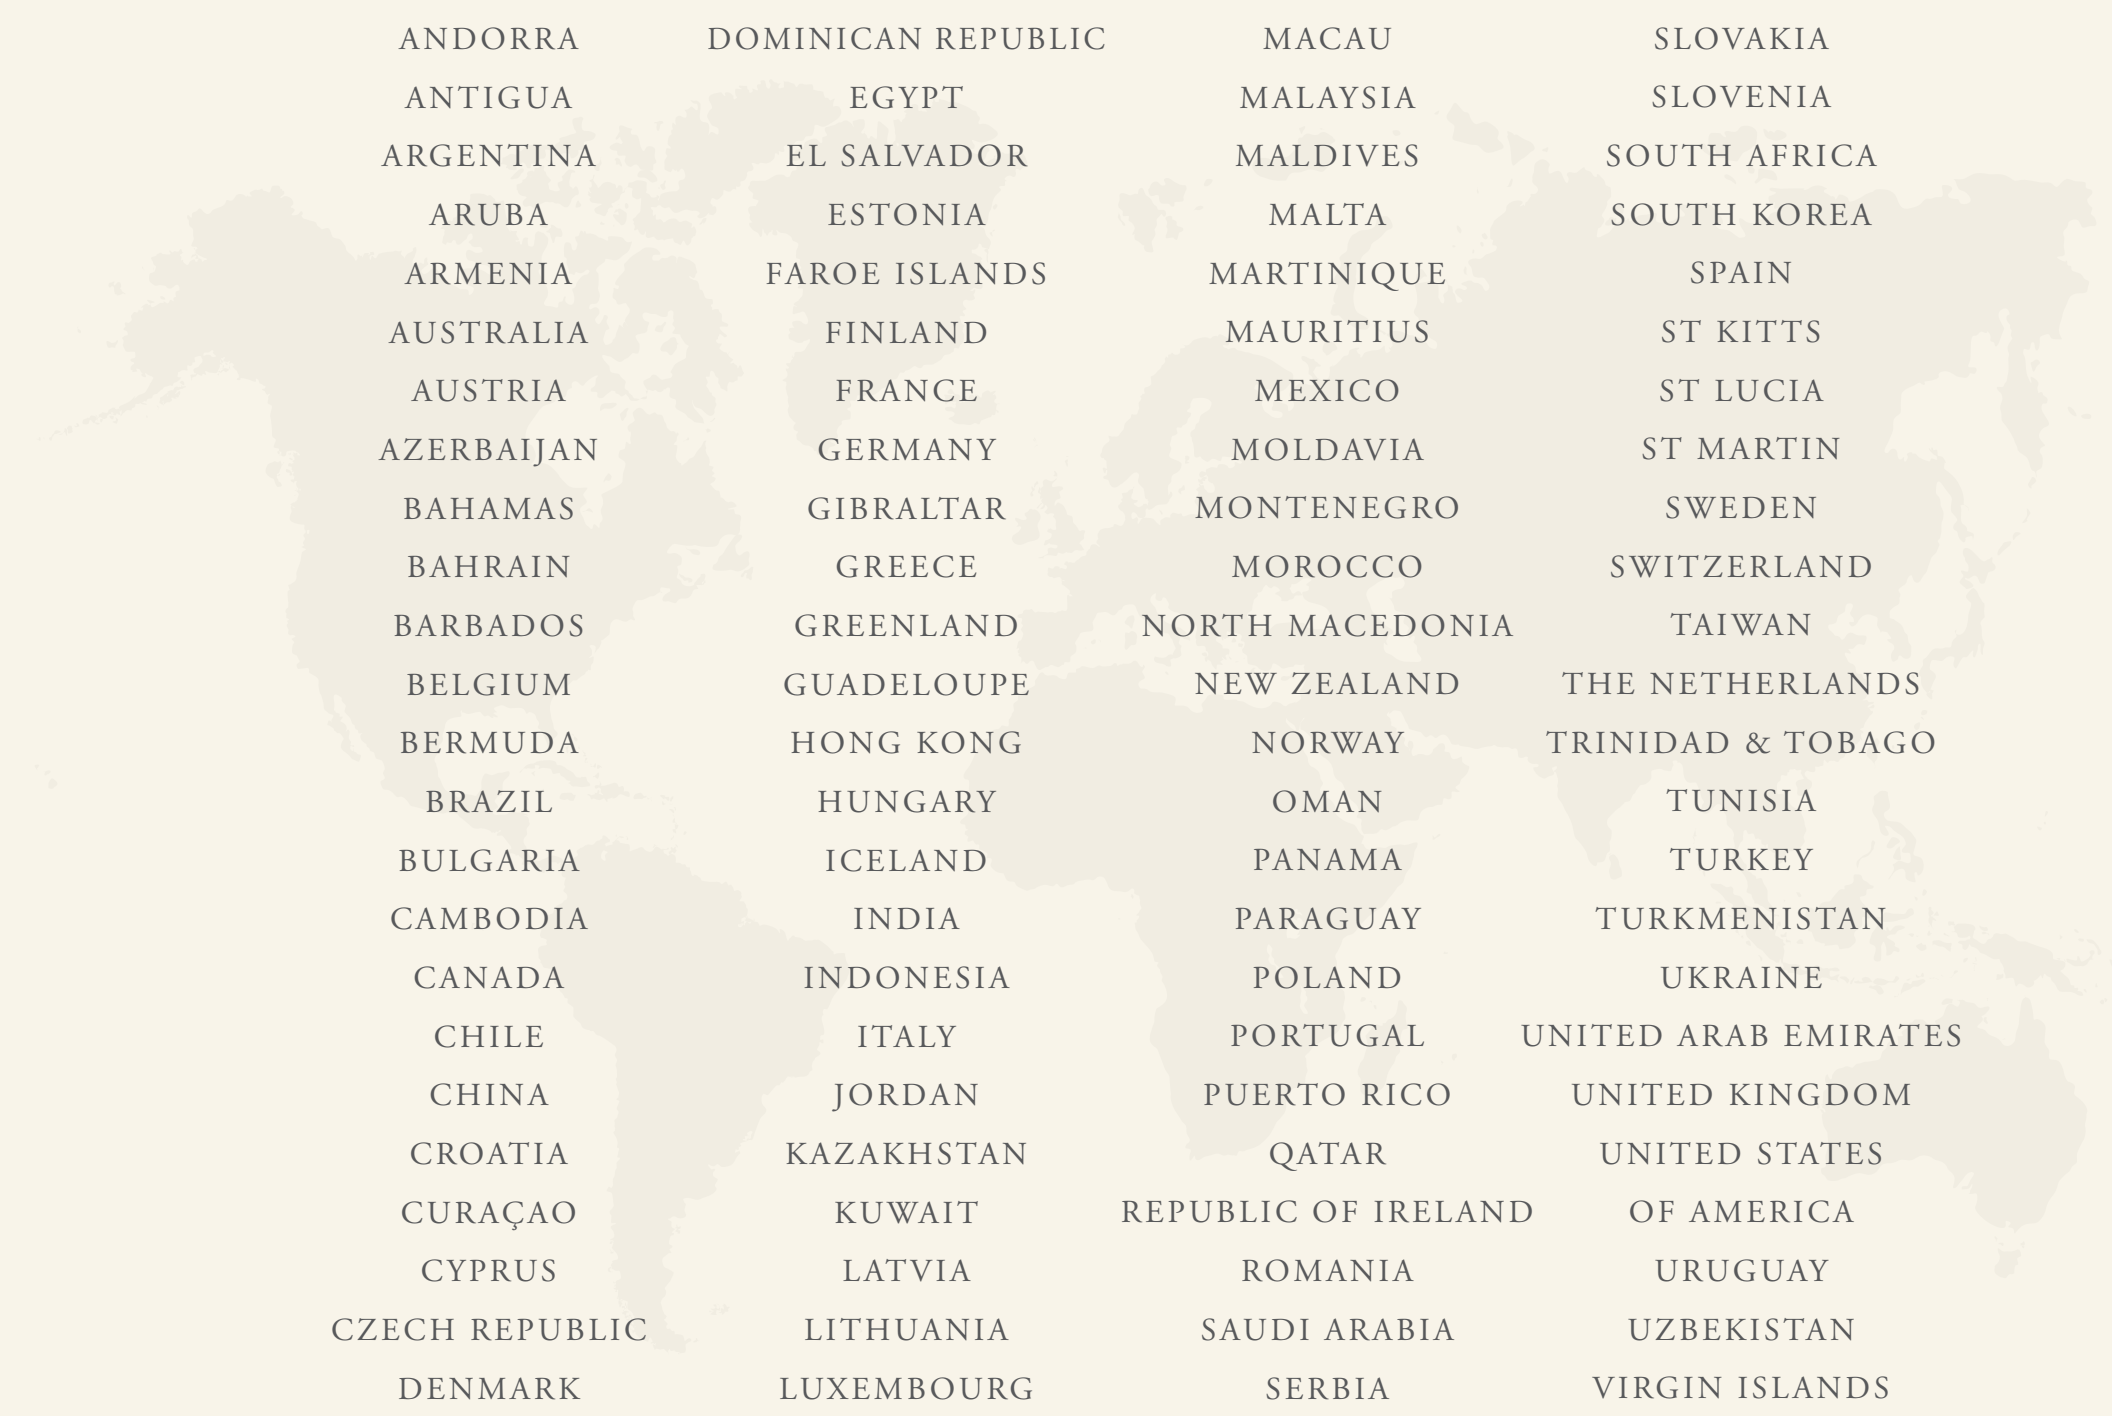 ANDORRA
ANTIGUA
ARGENTINA
ARUBA
ARMENIA
AUSTRALIA
AUSTRIA
AZERBAIJAN
BAHAMAS
BAHRAIN
BARBADOS
BELGIUM
BERMUDA
BRAZIL
BULGARIA
CAMBODIA
CANADA
CHILE
CHINA
CROATIA
CURAÇAO
CYPRUS
CZECH REPUBLIC
DENMARK
DOMINICAN REPUBLIC
EGYPT
EL SALVADOR
ESTONIA
FAROE ISLANDS
FINLAND
FRANCE
GERMANY
GIBRALTAR
GREECE
GREENLAND
GUADELOUPE
HONG KONG
HUNGARY
ICELAND
INDIA
INDONESIA
ITALY
JORDAN
KAZAKHSTAN
KUWAIT
LATVIA
LITHUANIA
LUXEMBOURG
MACAU
MALAYSIA
MALDIVES
MALTA
MARTINIQUE
MAURITIUS
MEXICO
MOLDAVIA
MONTENEGRO
MOROCCO
NORTH MACEDONIA
NEW ZEALAND
NORWAY
OMAN
PANAMA
PARAGUAY
POLAND
PORTUGAL
PUERTO RICO
QATAR
REPUBLIC OF IRELAND
ROMANIA
SAUDI ARABIA
SERBIA
SLOVAKIA
SLOVENIA
SOUTH AFRICA
SOUTH KOREA
SPAIN
ST KITTS
ST LUCIA
ST MARTIN
SWEDEN
SWITZERLAND
TAIWAN
THE NETHERLANDS
TRINIDAD & TOBAGO
TUNISIA
TURKEY
TURKMENISTAN
UKRAINE
UNITED ARAB EMIRATES
UNITED KINGDOM
UNITED STATES
OF AMERICA
URUGUAY
UZBEKISTAN
VIRGIN ISLANDS